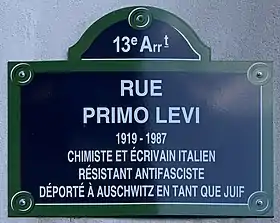 13e Arrt
RUE
PRIMO LEVI
1919 - 1987
CHIMISTE ET ÉCRIVAIN ITALIEN
RÉSISTANT ANTIFASCISTE
DÉPORTÉ À AUSCHWITZ EN TANT QUE JUIF